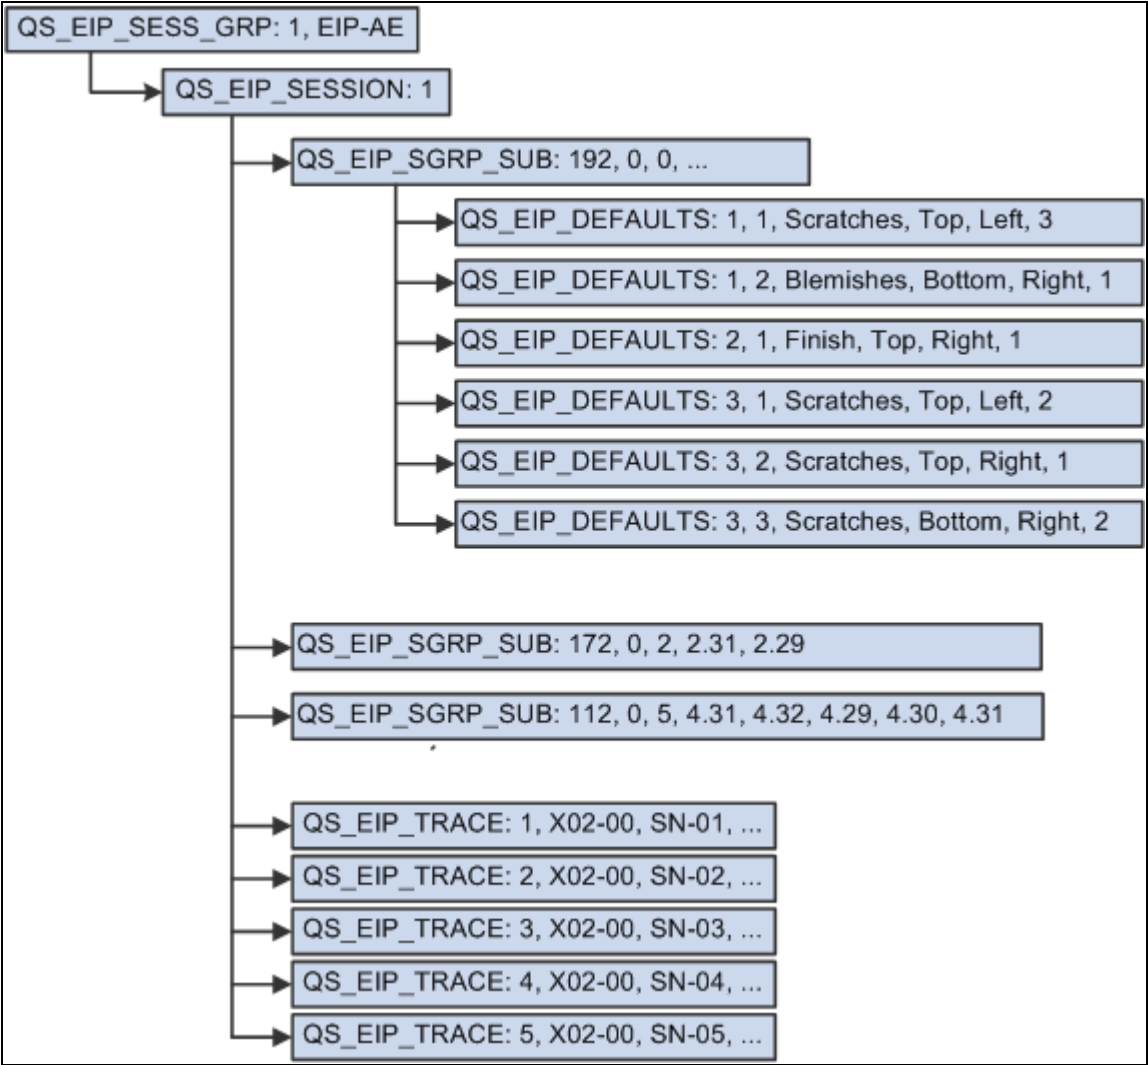 QS_EIP_SESS_GRP: 1, EIP-AE
QS_EIP_SESSION: 1
QS_EIP_SGRP_SUB: 192, 0, 0, ...
QS_EIP_DEFAULTS: 1, 1, Scratches, Top, Left, 3
QS_EIP_DEFAULTS: 1, 2, Blemishes, Bottom, Right, 1
QS_EIP_DEFAULTS: 2, 1, Finish, Top, Right, 1
QS_EIP_DEFAULTS: 3, 1, Scratches, Top, Left, 2
QS_EIP_DEFAULTS: 3, 2, Scratches, Top, Right, 1
QS_EIP_DEFAULTS: 3, 3, Scratches, Bottom, Right, 2
QS_EIP_SGRP_SUB: 172, 0, 2, 2.31, 2.29
QS_EIP_SGRP_SUB: 112, 0, 5, 4.31, 4.32, 4.29, 4.30, 4.31
QS_EIP_TRACE: 1, X02-00, SN-01, ...
QS_EIP_TRACE: 2, X02-00, SN-02, ...
QS_EIP_TRACE: 3, X02-00, SN-03, ...
QS_EIP_TRACE: 4, X02-00, SN-04, ...
QS_EIP_TRACE: 5, X02-00, SN-05, ...